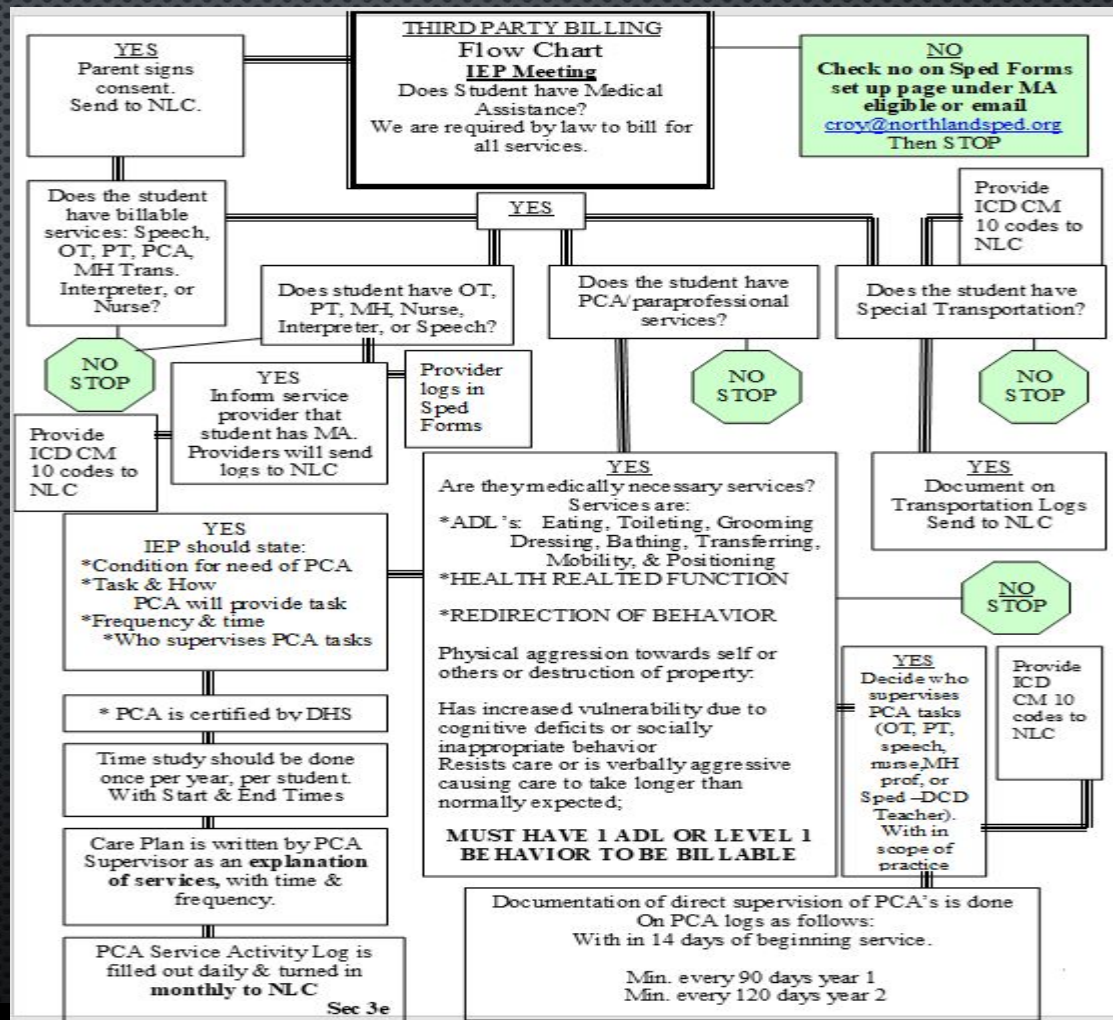 THIRD PARTY BILLING
Flow Chart
IEP Meeting
Does Student have Medical
Assistance?
We are required by law to bill for
all services.
YES
Parent signs
consent.
Send to NLC.
NO
Check no on Sped Forms
set up page under MA
eligible or email
croy@northlandsped.org
Then STOP
Does the student
have billable
services: Speech,
OT, PT, PCA,
MH Trans.
Interpreter, or
Nurse?
YES
Provide
ICD CM
10 codes to
NLC
Does student have OT,
PT, MH, Nurse,
Interpreter, or Speech?
Does the student have
PCA/paraprofessional
services?
Does the student have
Special Transportation?
NO
STOP
YES
Inform service
provider that
student has MA.
Providers will send
logs to NLC
Provider
logs in
Sped
Forms
NO
STOP
NO
STOP
Provide
ICD CM
10 codes to
NLC
YES
Are they medically necessary services?
Services are:
*ADL's: Eating, Toileting, Grooming
Dressing, Bathing, Transferring,
Mobility, & Positioning
*HEALTH REALTED FUNCTION
*REDIRECTION OF BEHAVIOR
Physical aggression towards self or
others or destruction of property:
Has increased vulnerability due to
cognitive deficits or socially
inappropriate behavior
Resists care or is verbally aggressive
causing care to take longer than
normally expected;
MUST HAVE 1 ADL OR LEVEL 1
BEHAVIOR TO BE BILLABLE
YES
Document on
Transportation Logs
Send to NLC
YES
IEP should state:
*Condition for need of PCA
*Task & How
PCA will provide task
*Frequency & time
*Who supervises PCA tasks
NO
STOP
YES
Decide who
supervises
PCA tasks
(OT, PT,
speech,
nurse,MH
prof, or
Sped –DCD
Teacher).
With in
scope of
practice
Provide
ICD
CM 10
codes to
NLC
* PCA is certified by DHS
Time study should be done
once per year, per student.
With Start & End Times
Care Plan is written by PCA
Supervisor as an explanation
of services, with time &
frequency.
PCA Service Activity Log is
filled out daily & turned in
monthly to NLC
Sec 3e
Documentation of direct supervision of PCA's is done
On PCA logs as follows:
With in 14 days of beginning service.
Min. every 90 days year 1
Min. every 120 days year 2